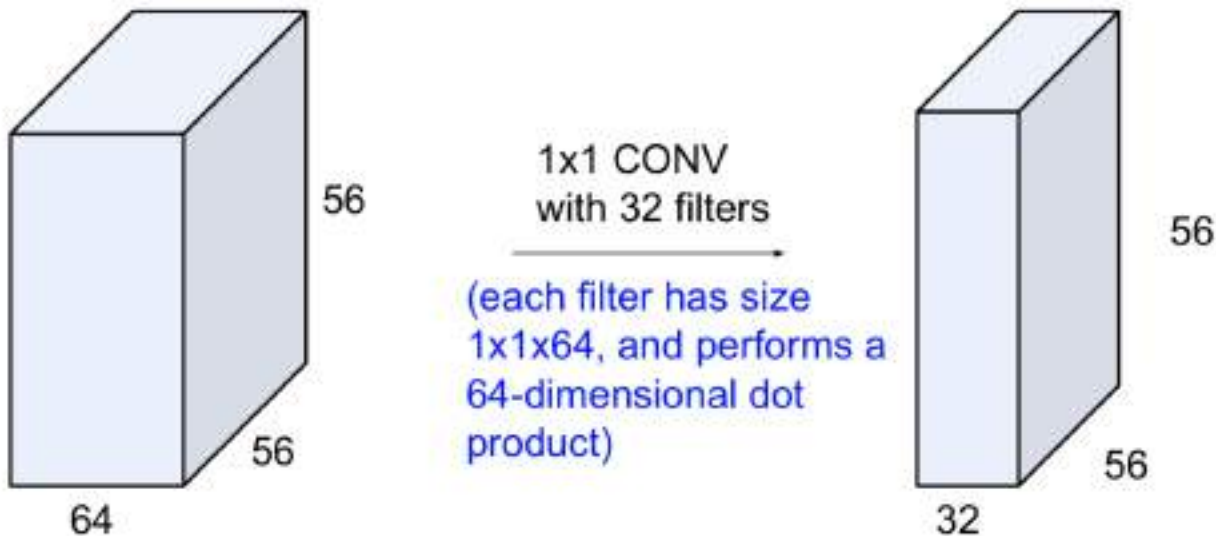 56
56
64
1x1 CONV
with 32 filters
(each filter has size
1x1x64, and performs a
64-dimensional dot
product)
56
56
32